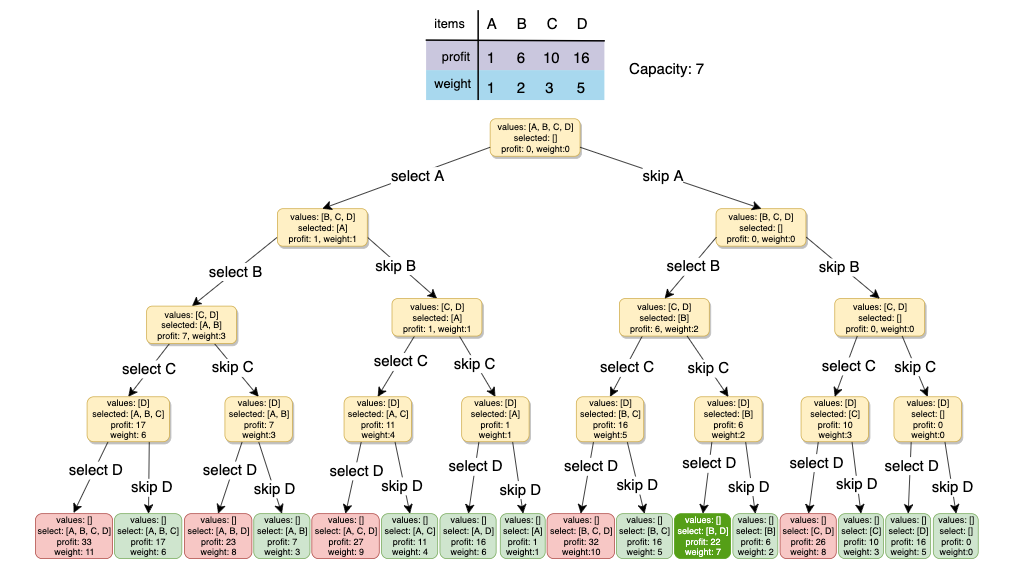 items A B C D
profit 1 6 10 16
weight 1 2 3 5
Capacity: 7
values: [A, B, C, D]
selected: []
profit: 0, weight:0
select A
skip A
values: [B, C, D]
selected: [A]
profit: 1, weight:1
values: [B, C, D]
selected: []
profit: 0, weight:0
select B
skip B
select B
skip B
values: [C, D]
selected: [A, B]
profit: 7, weight:3
values: [C, D]
selected: [A]
profit: 1, weight:1
values: [C, D]
selected: [B]
profit: 6, weight:2
values: [C, D]
selected: []
profit: 0, weight:0
select C
skip C
select C
skip C
select C
skip C
select C
skip C
values: [D]
selected: [A, B, C]
profit: 17
weight: 6
values: [D]
selected: [A, B]
profit: 7
weight:3
values: [D]
selected: [A, C]
profit: 11
weight:4
values: [D]
selected: [A]
profit: 1
weight:1
values: [D]
selected: [B, C]
profit: 16
weight:5
values: [D]
selected: [B]
profit: 6
weight:2
values: [D]
selected: [C]
profit: 10
weight:3
values: [D]
select: []
profit: 0
weight:0
select D
skip D
select D
skip D
select D
skip D
select D
skip D
select D
skip D
select D
skip D
select D
skip D
select D
skip D
values: []
select: [A, B, C, D]
profit: 33
weight: 11
values: []
select: [A, B, C]
profit: 17
weight: 6
values: []
select: [A, B, D]
profit: 23
weight: 8
values: []
select: [A, B]
profit: 7
weight: 3
values: []
select: [A, C, D]
profit: 27
weight: 9
values: []
select: [A, C]
profit: 11
weight: 4
values: []
select: [A, D]
profit: 16
weight: 6
values: []
select: [A]
profit: 1
weight:1
values: []
select: [B, C, D]
profit: 32
weight:10
values: []
select: [B, C]
profit: 16
weight: 5
values: []
select: [B, D]
profit: 22
weight: 7
values: []
select: [B]
profit: 6
weight: 2
values: []
select: [C, D]
profit: 26
weight: 8
values: []
select: [C]
profit: 10
weight: 3
values: []
select: [D]
profit: 16
weight: 5
values: []
select: []
profit: 0
weight:0